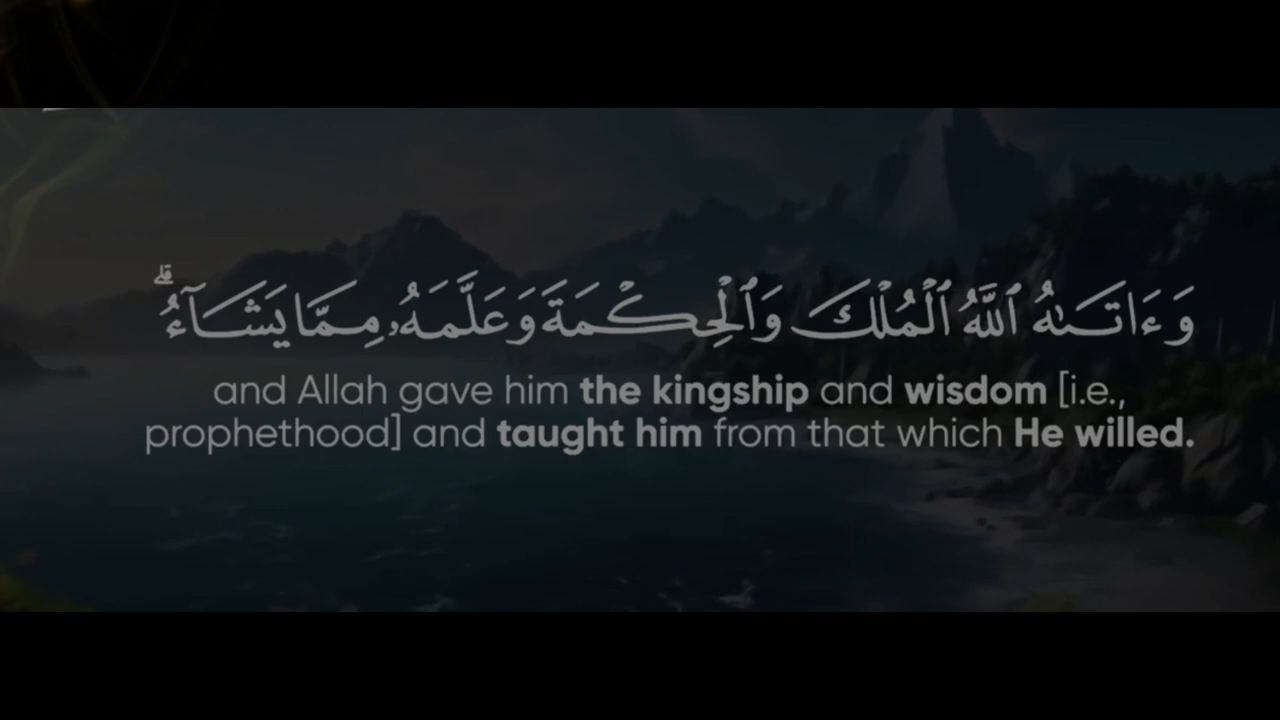 وَءَاتَىٰهُ ٱللَّهُ ٱلْمُلْكَ وَٱلْحِكْمَةَ وَعَلَّمَهُۥ مِمَّا يَشَآءُ ۗ
and Allah gave him the kingship and wisdom [i.e.,
prophethood] and taught him from that which He willed.